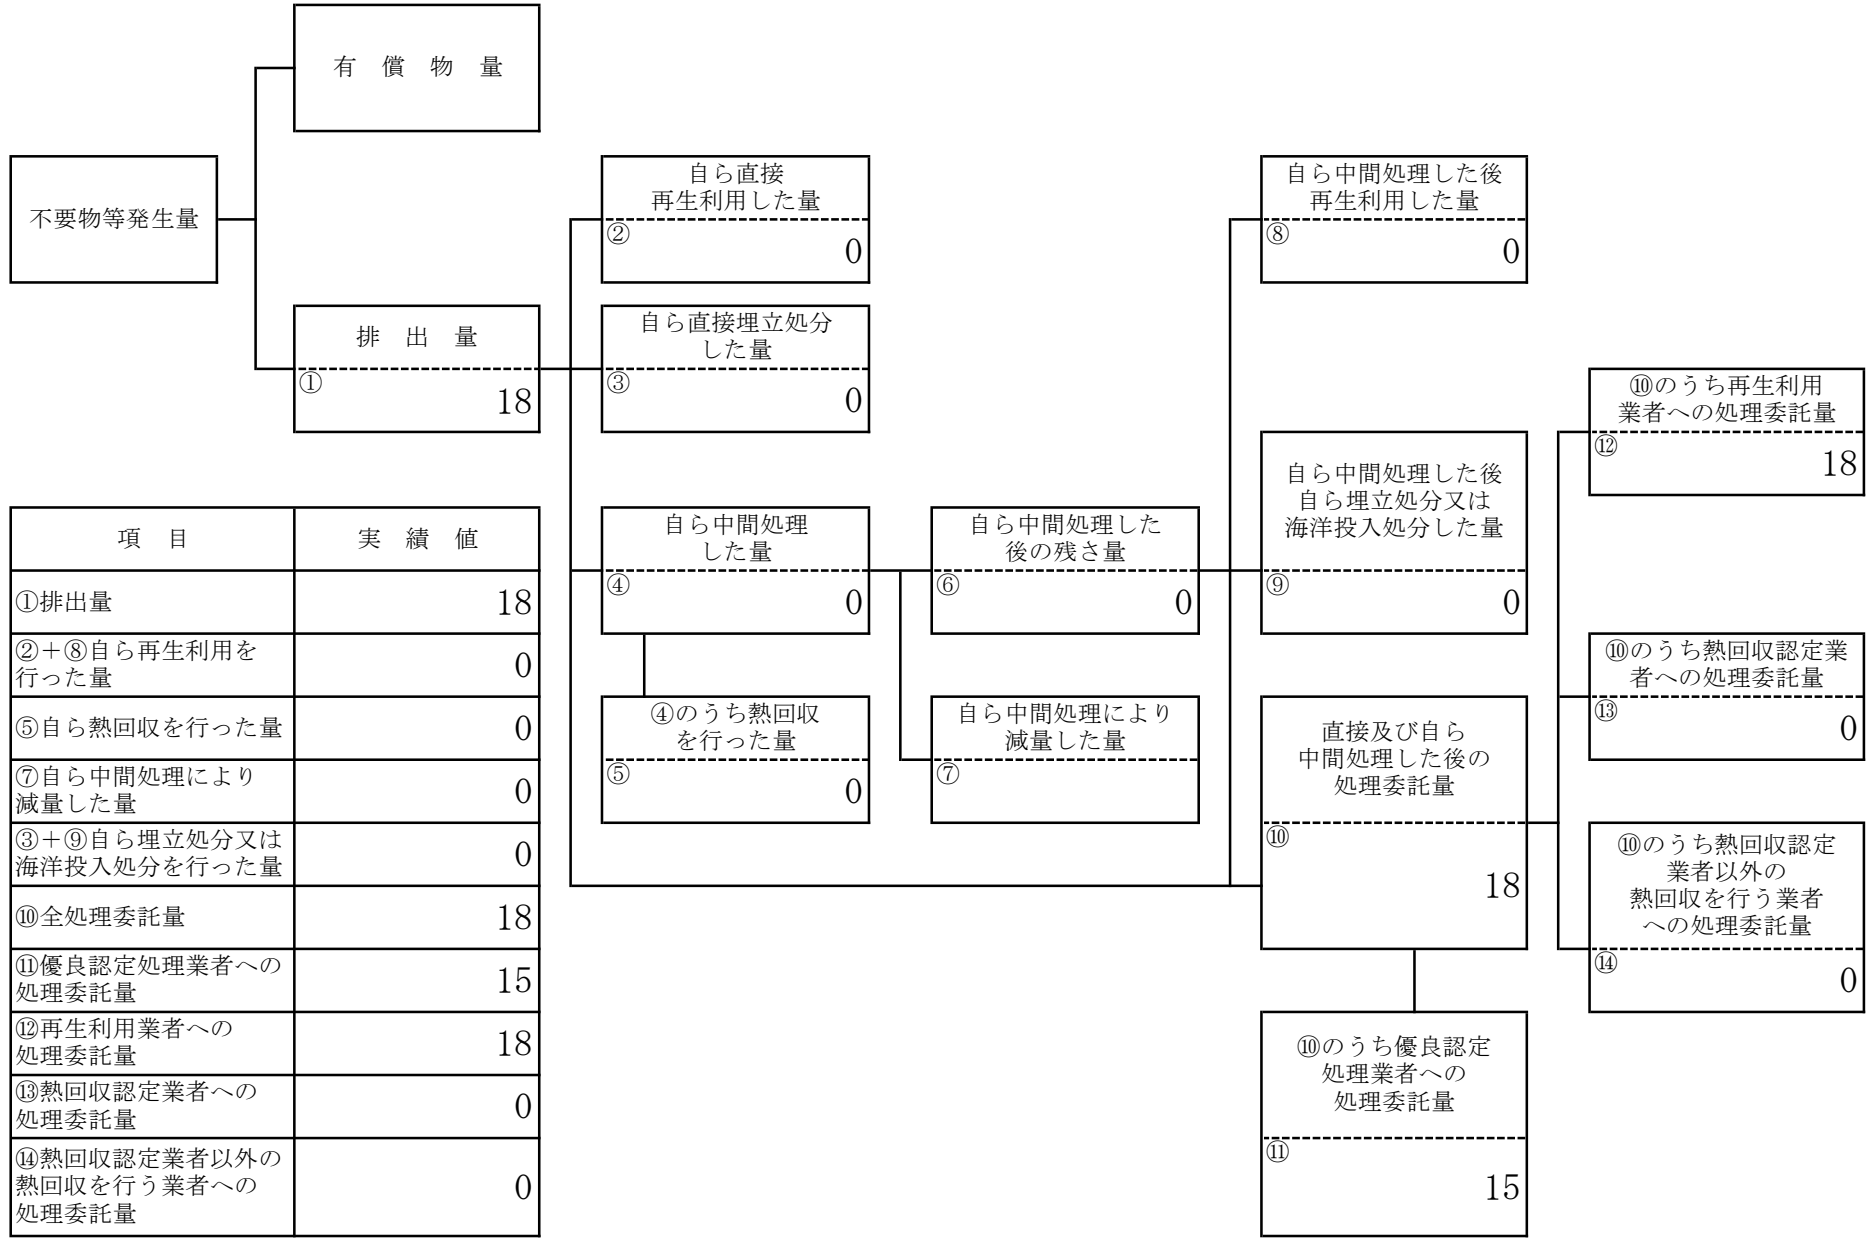 有　償　物　量
不要物等発生量
排　出　量
①
18
自ら直接
再生利用した量
②
0
自ら直接埋立処分
した量
③
0
自ら中間処理
した量
④
0
④のうち熱回収
を行った量
⑤
0
自ら中間処理した
後の残さ量
⑥
0
自ら中間処理により
減量した量
⑦
自ら中間処理した後
再生利用した量
⑧
0
自ら中間処理した後
自ら埋立処分又は
海洋投入処分した量
⑨
0
直接及び自ら
中間処理した後の
処理委託量
⑩
18
⑩のうち優良認定
処理業者への
処理委託量
⑪
15
⑩のうち再生利用
業者への処理委託量
⑫
18
⑩のうち熱回収認定業
者への処理委託量
⑬
0
⑩のうち熱回収認定
業者以外の
熱回収を行う業者
への処理委託量
⑭
0
項　目　実　績　値
①排出量　18
②＋⑧自ら再生利用を
行った量　0
⑤自ら熱回収を行った量　0
⑦自ら中間処理により
減量した量　0
③＋⑨自ら埋立処分又は
海洋投入処分を行った量　0
⑩全処理委託量　18
⑪優良認定処理業者への
処理委託量　15
⑫再生利用業者への
処理委託量　18
⑬熱回収認定業者への
処理委託量　0
⑭熱回収認定業者以外の
熱回収を行う業者への
処理委託量　0